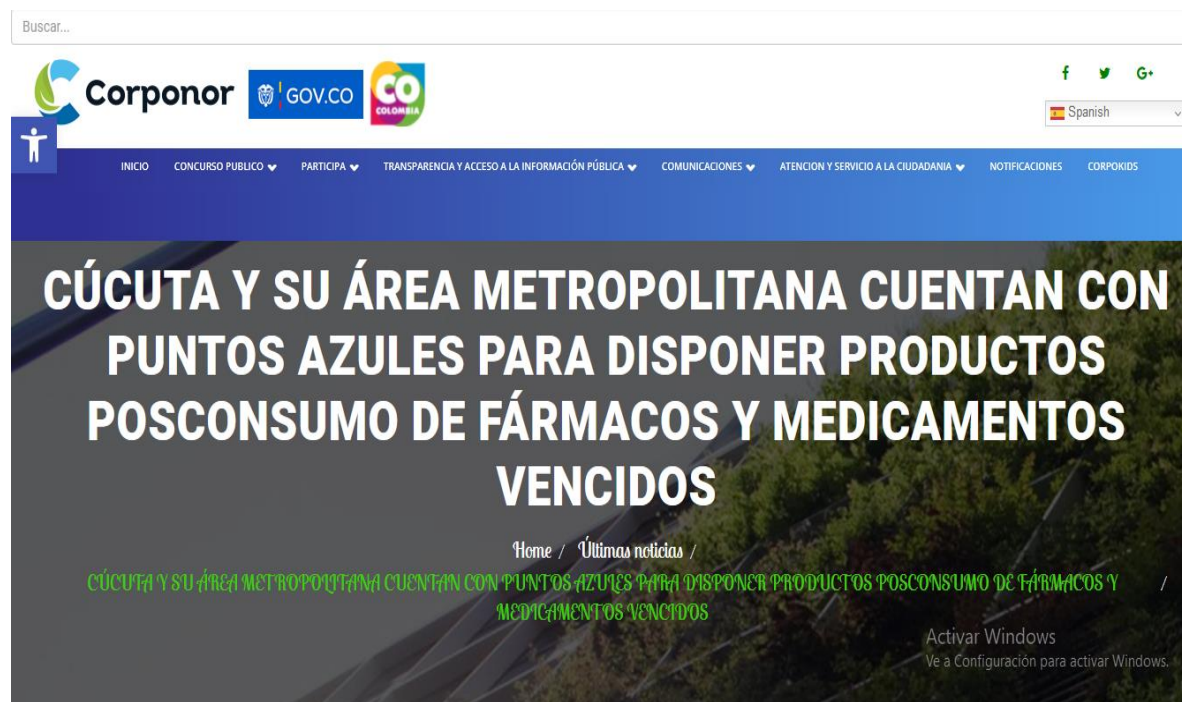 Buscar...
Corponor
GOV.CO
CO
COLOMBIA
f
G+
Spanish
INICIO CONCURSO PUBLICO PARTICIPA TRANSPARENCIA Y ACCESO A LA INFORMACIÓN PÚBLICA COMUNICACIONES ATENCION Y SERVICIO A LA CIUDADANIA NOTIFICACIONES CORPOKIDS
CÚCUTA Y SU ÁREA METROPOLITANA CUENTAN CON
PUNTOS AZULES PARA DISPONER PRODUCTOS
POSCONSUMO DE FÁRMACOS Y MEDICAMENTOS
VENCIDOS
Home / Últimas noticias /
CÚCUTA Y SU ÁREA METROPOLITANA CUENTAN CON PUNTOS AZULES PARA DISPONER PRODUCTOS POSCONSUMO DE FÁRMACOS Y /
MEDICAMENTOS VENCIDOS
Activar Windows
Ve a Configuración para activar Windows.